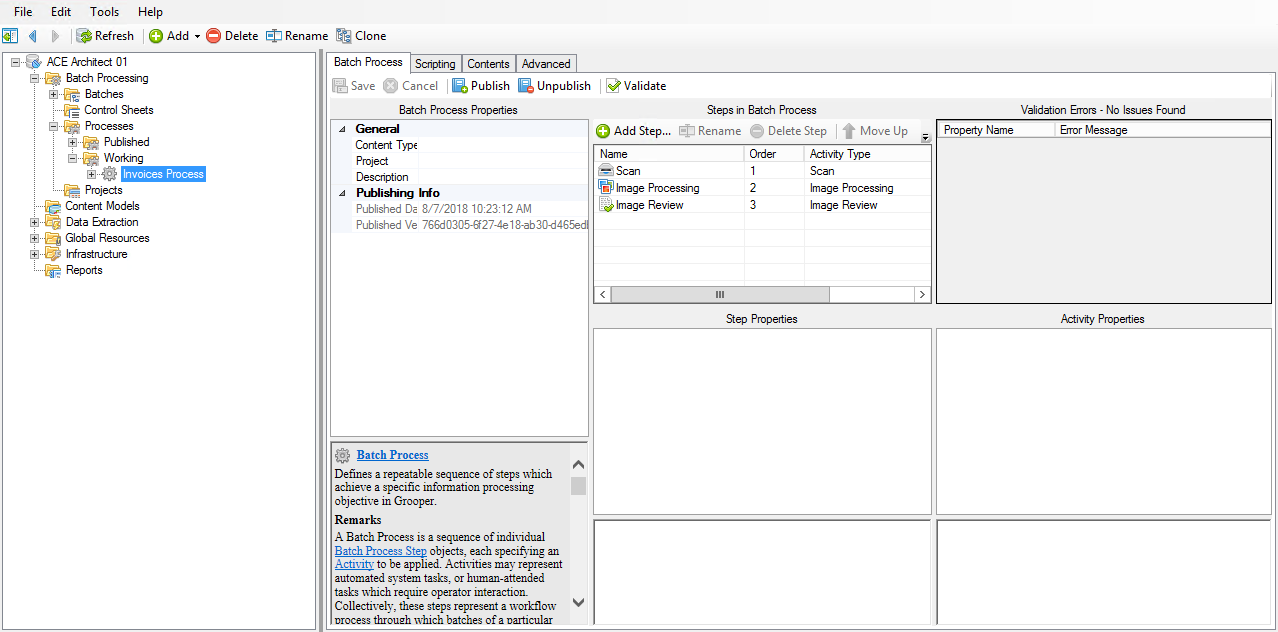 File Edit Tools Help
Refresh Add Delete Rename Clone
ACE Architect 01
Batch Processing
Batches
Control Sheets
Processes
Published
Working
Invoices Process
Projects
Content Models
Data Extraction
Global Resources
Infrastructure
Reports
Batch Process Scripting Contents Advanced
Save Cancel Publish Unpublish Validate
Batch Process Properties
General
Content Type
Project
Description
Publishing Info
Published Da 8/7/2018 10:23:12 AM
Published Ve 766d0305-6f27-4e18-ab30-d465ed
Batch Process
Defines a repeatable sequence of steps which
achieve a specific information processing
objective in Grooper.
Remarks
A Batch Process is a sequence of individual
Batch Process Step objects, each specifying an
Activity to be applied. Activities may represent
automated system tasks, or human-attended
tasks which require operator interaction.
Collectively, these steps represent a workflow
process through which batches of a particular
Steps in Batch Process
Add Step... Rename Delete Step Move Up
Name Order Activity Type
Scan 1 Scan
Image Processing 2 Image Processing
Image Review 3 Image Review
Validation Errors - No Issues Found
Property Name Error Message
Step Properties
Activity Properties